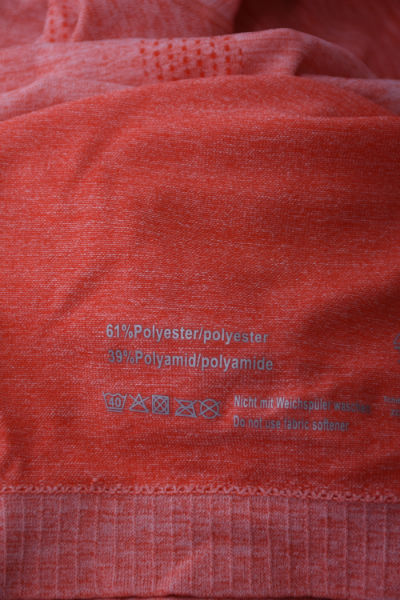 61%Polyester/polyester
39%Polyamid/polyamide
40
Nicht mit Weichspüler waschen
Do not use fabric softener